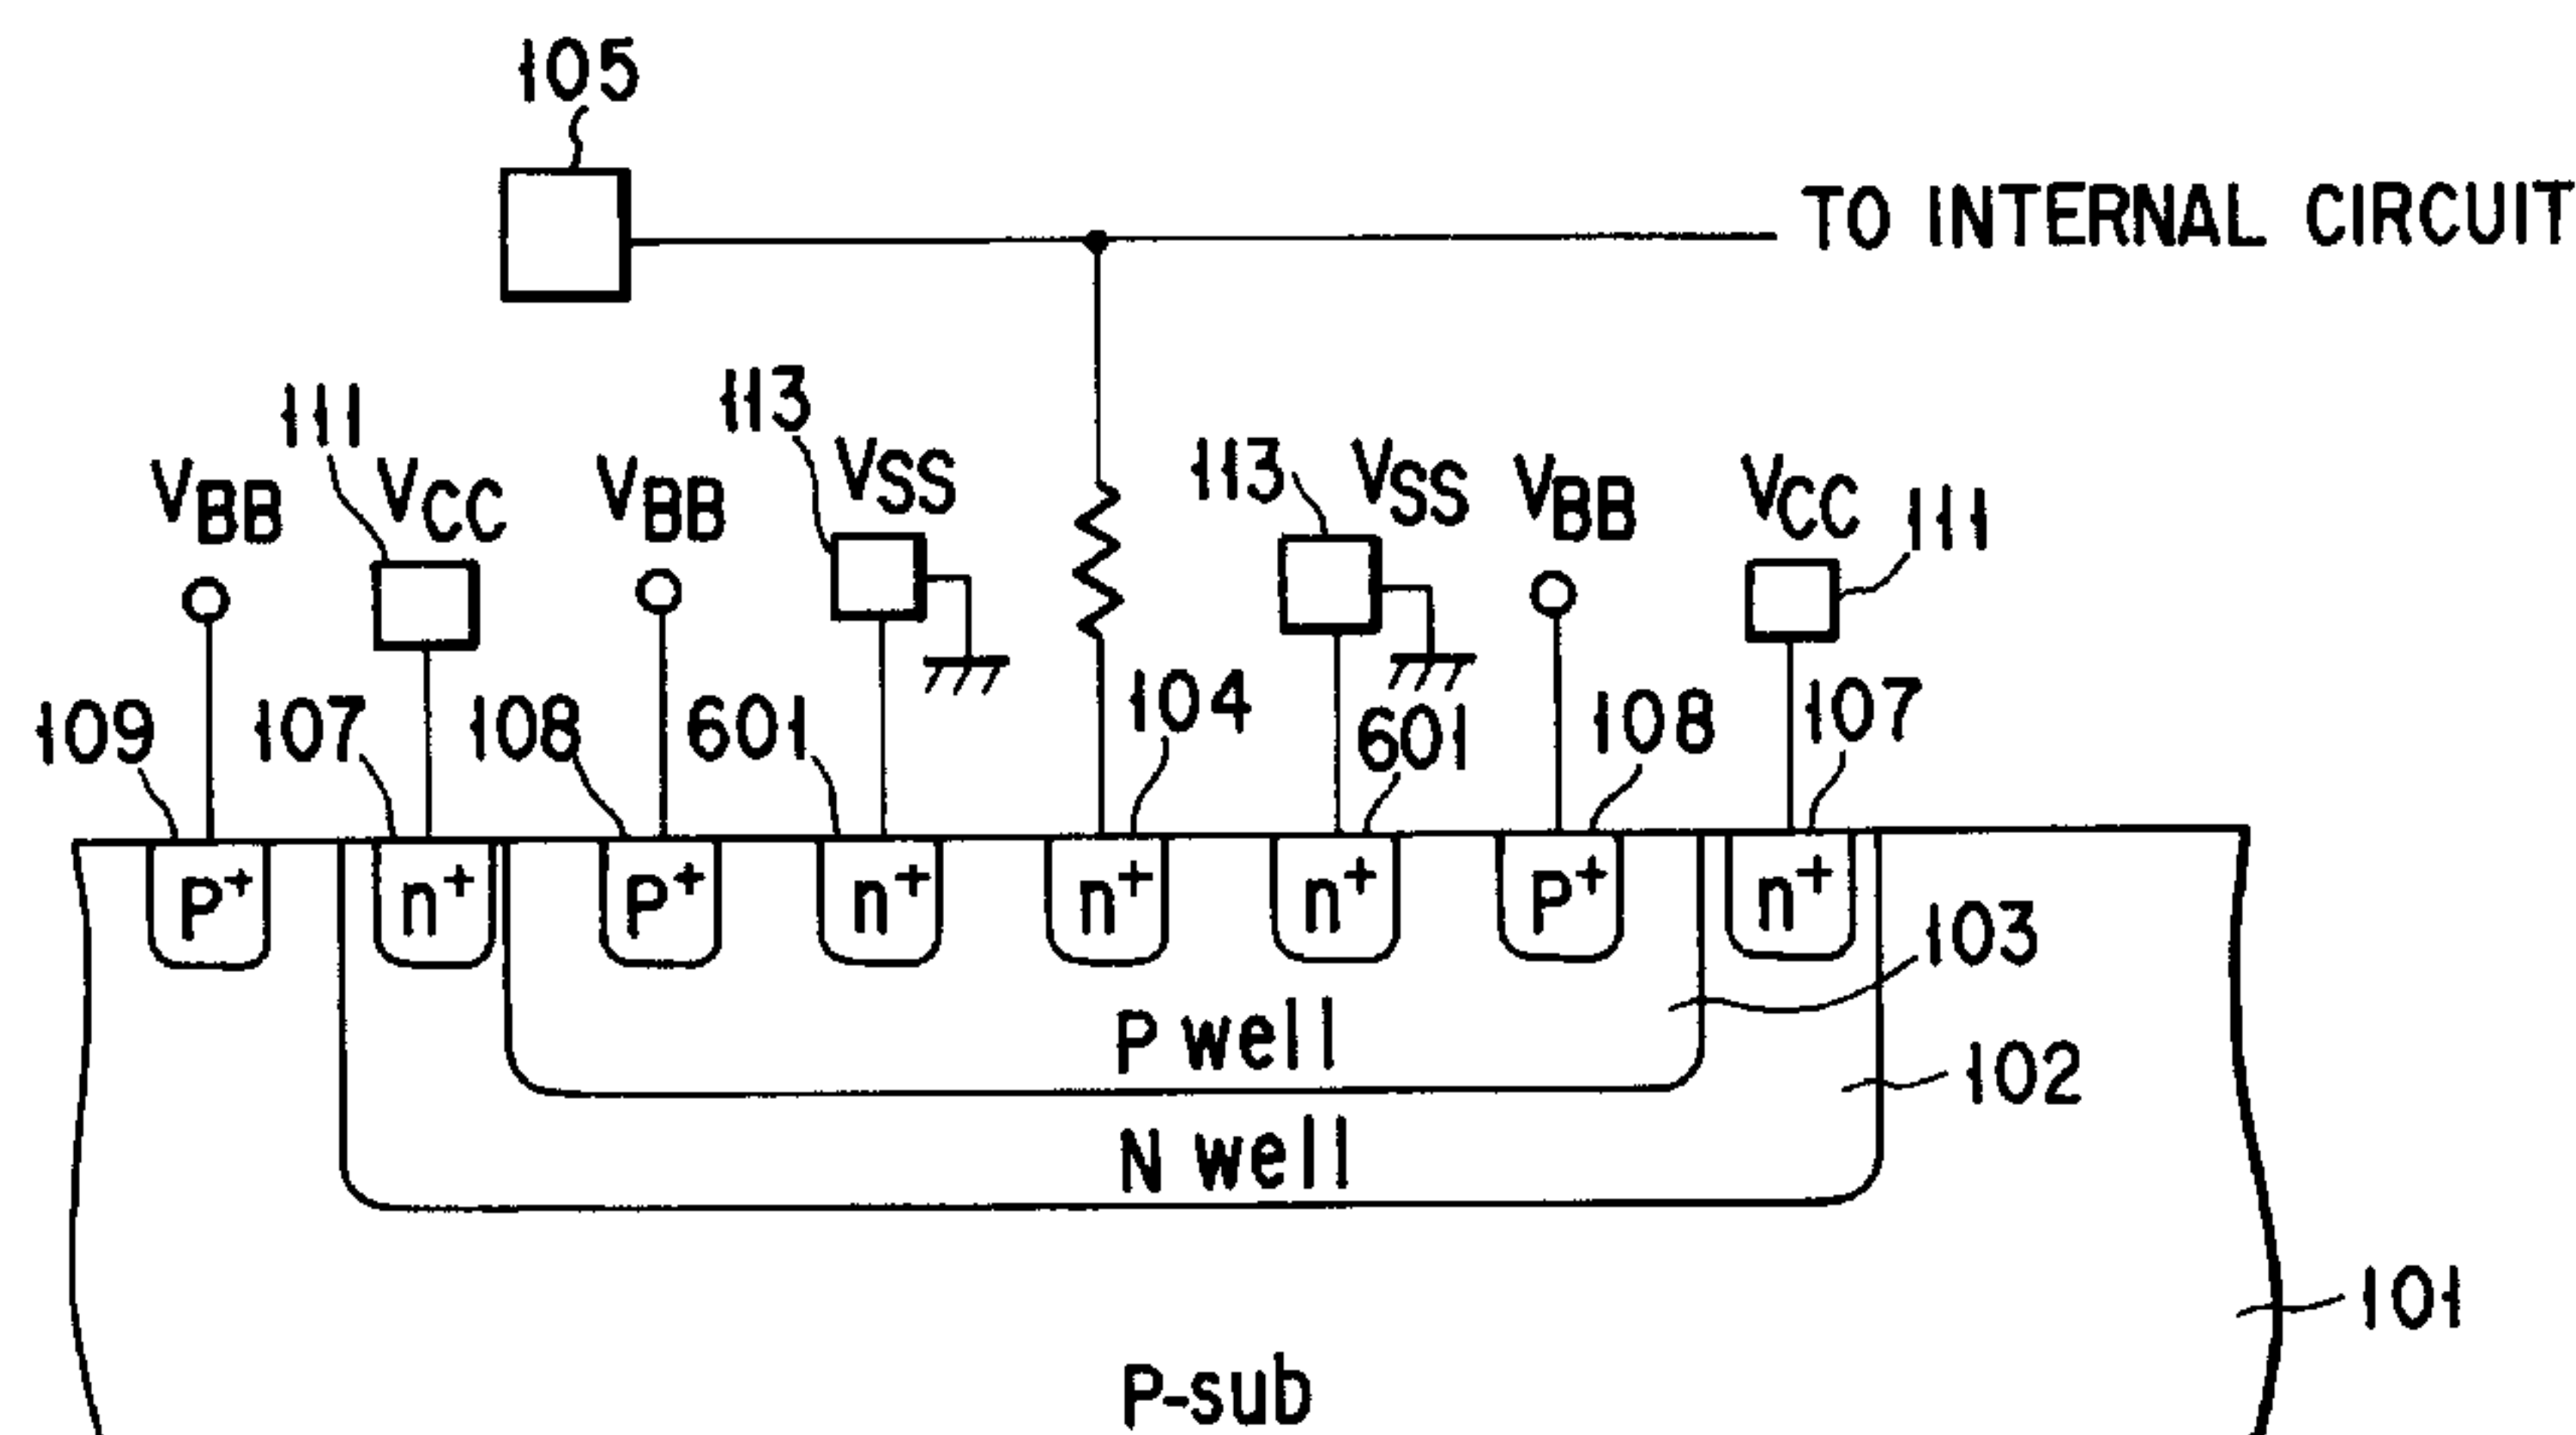 105
TO INTERNAL CIRCUIT
111
113
113
111
VBB
VCC
VBB
VSS
VSS
VBB
VCC
109
107
108
601
104
601
108
107
P+
n+
P+
n+
n+
n+
P+
n+
103
P well
102
N well
101
P-sub